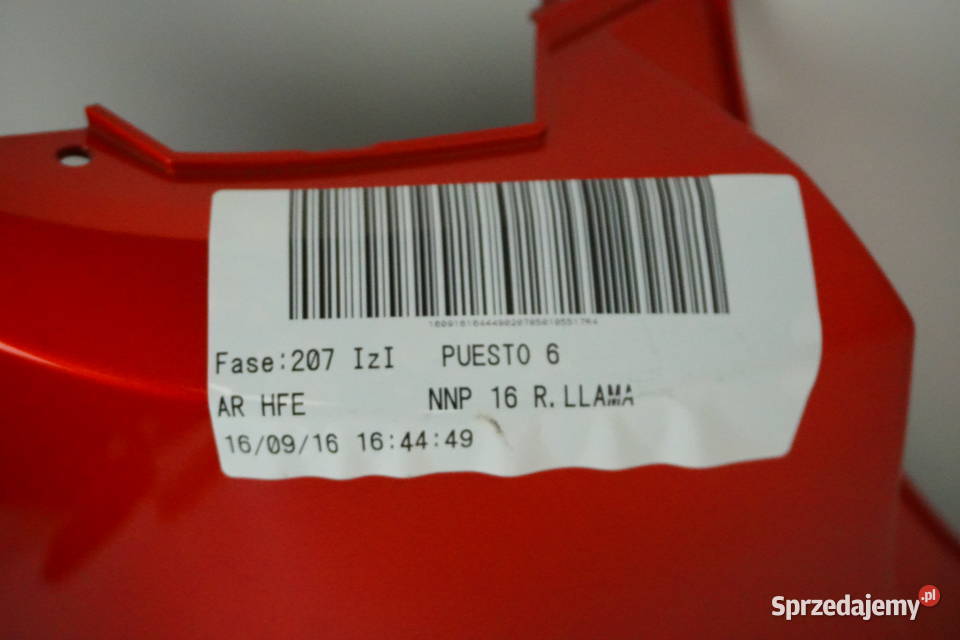 Fase:207 IzI PUESTO 6
AR HFE NNP 16 R.LLAMA
16/09/16 16:44:49
Sprzedajemy.pl